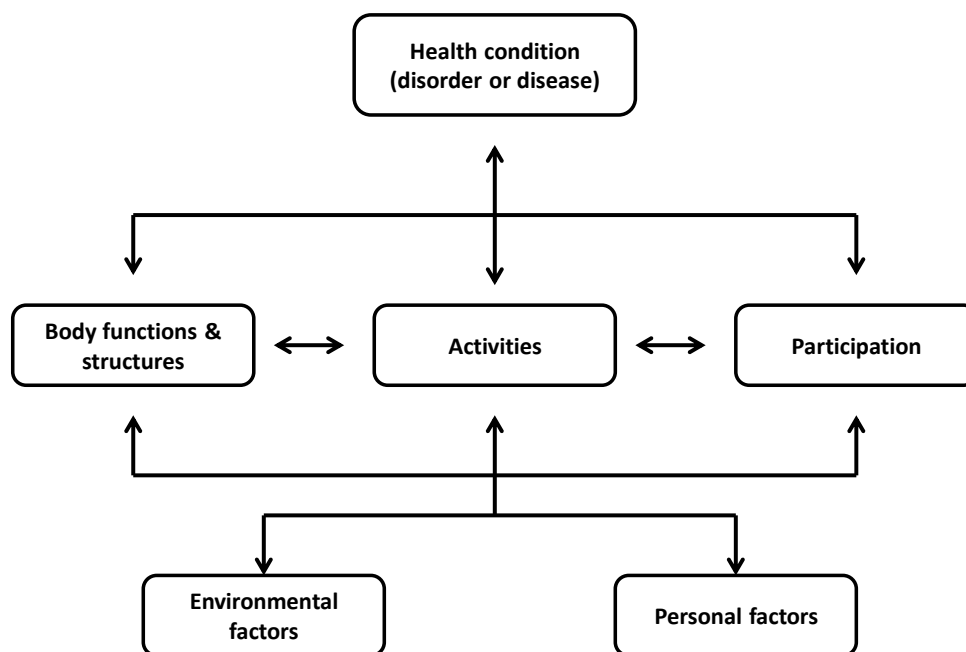 Health condition
(disorder or disease)
Body functions &
structures
Activities
Participation
Environmental
factors
Personal factors